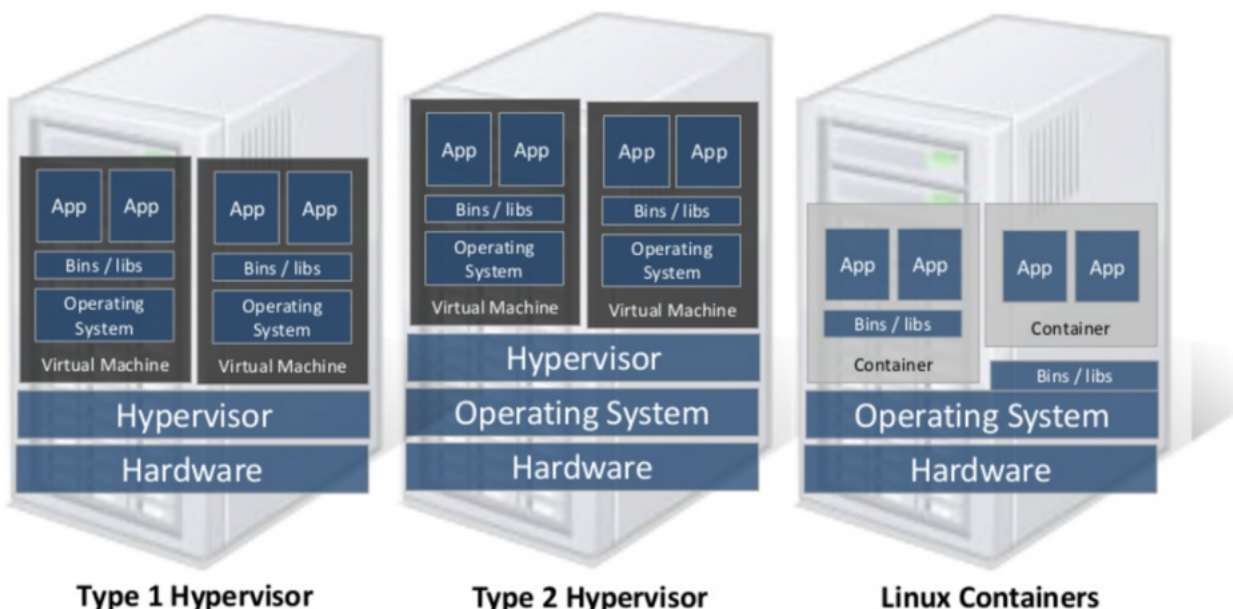 App App
Bins / libs
Operating
System
Virtual Machine
App App
Bins / libs
Operating
System
Virtual Machine
Hypervisor
Hardware
Type 1 Hypervisor
App App
Bins / libs
Operating
System
Virtual Machine
App App
Bins / libs
Operating
System
Virtual Machine
Hypervisor
Operating System
Hardware
Type 2 Hypervisor
App App
Bins / libs
Container
App App
Container
Bins / libs
Operating System
Hardware
Linux Containers